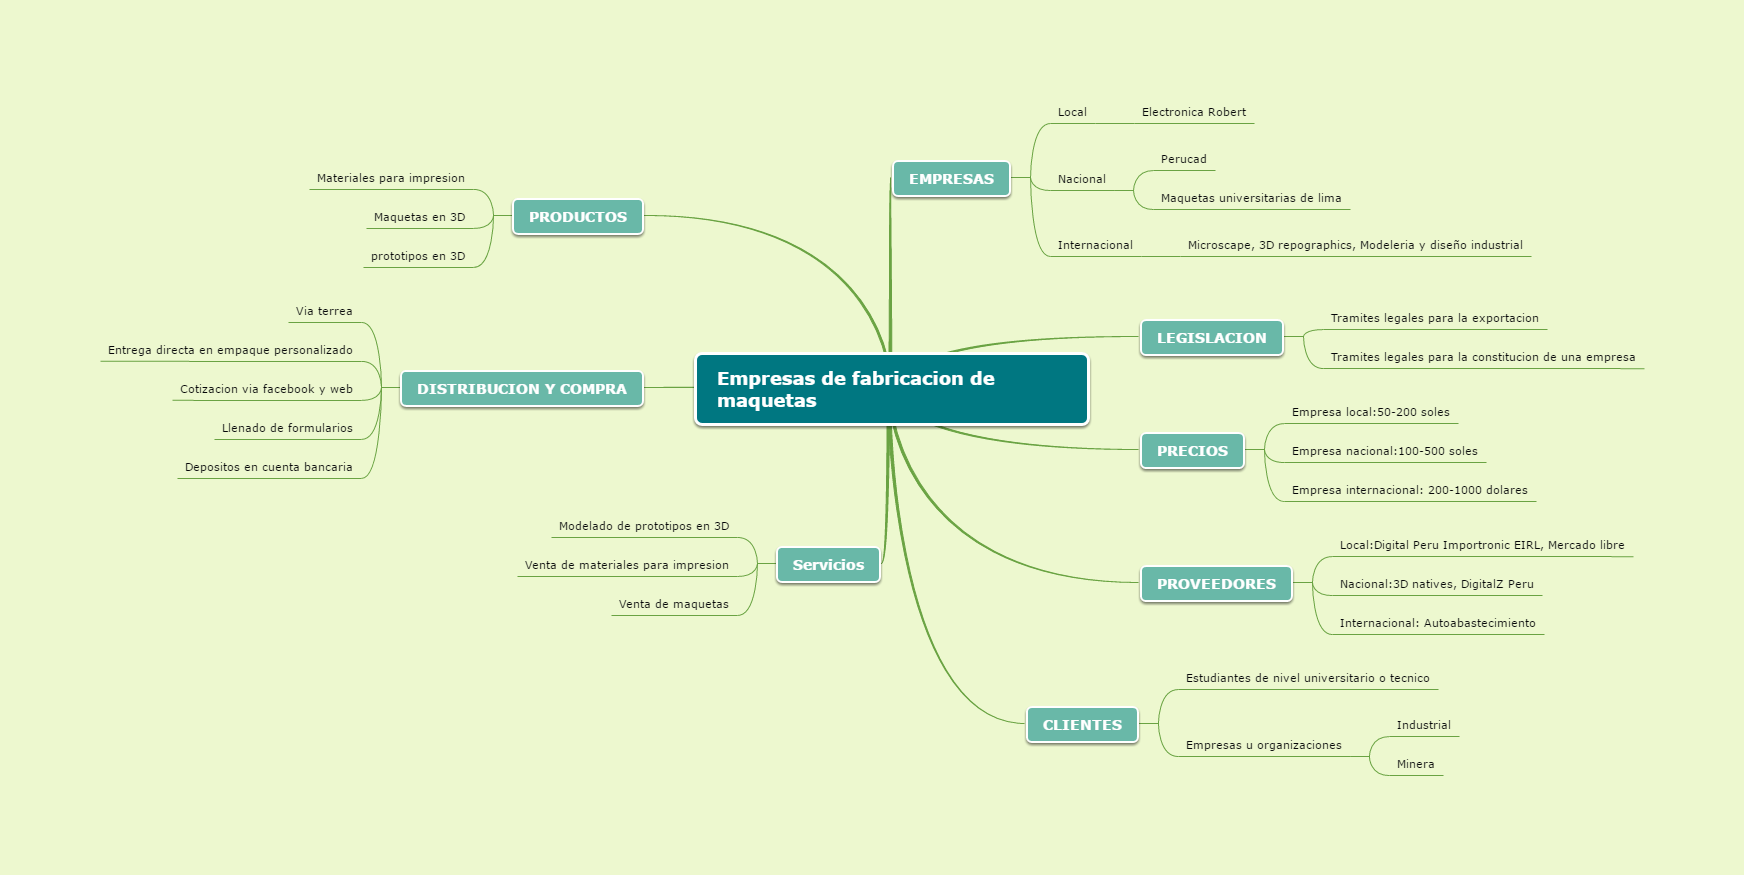 Empresas de fabricacion de
maquetas
EMPRESAS
Local
Electronica Robert
Nacional
Perucad
Maquetas universitarias de lima
Internacional
Microscape, 3D repographics, Modeleria y diseño industrial
LEGISLACION
Tramites legales para la exportacion
Tramites legales para la constitucion de una empresa
PRECIOS
Empresa local:50-200 soles
Empresa nacional:100-500 soles
Empresa internacional: 200-1000 dolares
PROVEEDORES
Local:Digital Peru Importronic EIRL, Mercado libre
Nacional:3D natives, DigitalZ Peru
Internacional: Autoabastecimiento
CLIENTES
Estudiantes de nivel universitario o tecnico
Empresas u organizaciones
Industrial
Minera
PRODUCTOS
Materiales para impresion
Maquetas en 3D
prototipos en 3D
DISTRIBUCION Y COMPRA
Via terrea
Entrega directa en empaque personalizado
Cotizacion via facebook y web
Llenado de formularios
Depositos en cuenta bancaria
Servicios
Modelado de prototipos en 3D
Venta de materiales para impresion
Venta de maquetas